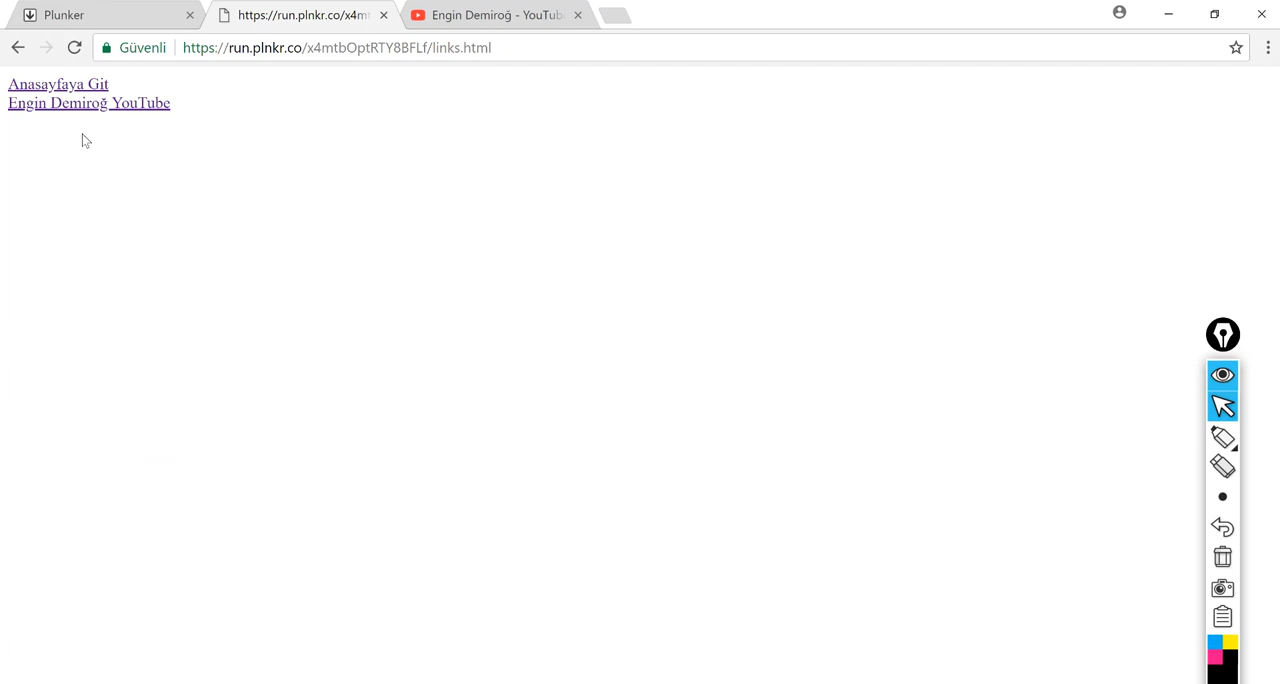 Plunker
https://run.plnkr.co/x4mt
Engin Demiroğ - YouTub
Güvenli
https://run.plnkr.co/x4mtbOptRTY8BFLf/links.html
Anasayfaya Git
Engin Demiroğ YouTube